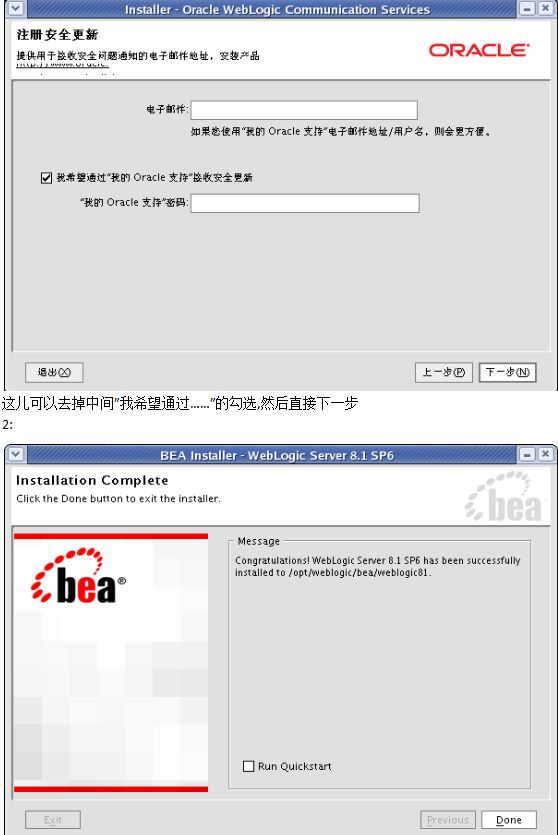 Installer - Oracle WebLogic Communication Services
注册安全更新
提供用于接收安全问题通知的电子邮件地址，安装产品
ORACLE
电子邮件:
如果您使用“我的 Oracle 支持”电子邮件地址/用户名，则会更方便。
我希望通过“我的 Oracle 支持”接收安全更新
“我的 Oracle 支持”密码:
退出(X)
上一步(P)
下一步(N)
这儿可以去掉中间”我希望通过……”的勾选,然后直接下一步
2:
BEA Installer - WebLogic Server 8.1 SP6
Installation Complete
Click the Done button to exit the installer.
bea
bea®
Message
Congratulations! WebLogic Server 8.1 SP6 has been successfully
installed to /opt/weblogic/bea/weblogic81.
Run Quickstart
Exit
Previous
Done